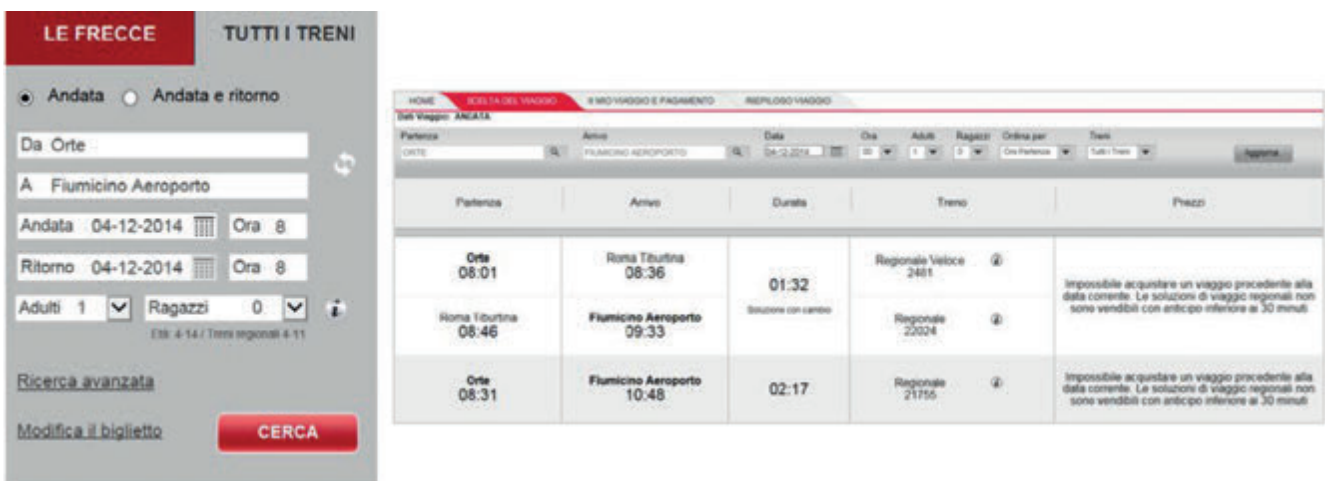 LE FRECCE TUTTI I TRENI
Andata Andata e ritorno
Da Orte
A Fiumicino Aeroporto
Andata 04-12-2014 Ora 8
Ritorno 04-12-2014 Ora 8
Adulti 1 Ragazzi 0
Età: 4-14 / Treni regionali 4-11
Ricerca avanzata
Modifica il biglietto CERCA
HOME SCELTA DEL VIAGGIO IL MIO VIAGGIO E PAGAMENTO RIEPILOGO VIAGGIO
Dati Viaggio: ANDATA
Partenza Arrivo Data Ora Adulti Ragazzi Ordina per Treni
ORTE FIUMICINO AEROPORTO 04-12-2014 1 0 Ora Partenza Tutti i Treni Aggiorna
Partenza Arrivo Durata Treno Prezzi
Orte Roma Tiburtina Regionale Veloce
08:01 08:36 2481
01:32
Soluzione con cambio
Impossibile acquistare un viaggio precedente alla
data corrente. Le soluzioni di viaggio regionali non
sono vendibili con anticipo inferiore ai 30 minuti
Roma Tiburtina Fiumicino Aeroporto Regionale
08:46 09:33 22024
Orte Fiumicino Aeroporto Regionale
08:31 10:48 02:17 21755
Impossibile acquistare un viaggio precedente alla
data corrente. Le soluzioni di viaggio regionali non
sono vendibili con anticipo inferiore ai 30 minuti